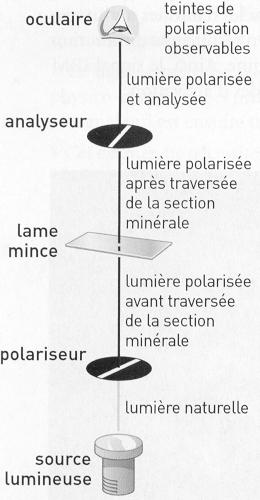 oculaire
teintes de
polarisation
observables
lumière polarisée
et analysée
analyseur
lumière polarisée
après traversée
de la section
minérale
lame
mince
lumière polarisée
avant traversée
de la section
minérale
polariseur
lumière naturelle
source
lumineuse